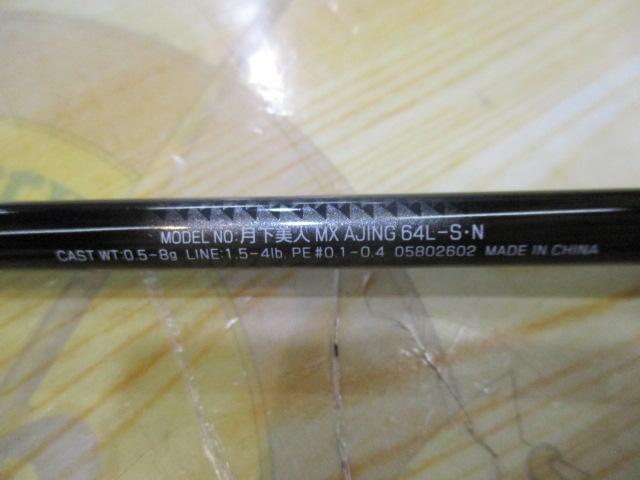 MODEL NO:月下美人 MX AJING 64L-S・N
CAST WT:0.5-8g LINE:1.5-4lb. PE #0.1-0.4 05802602 MADE IN CHINA